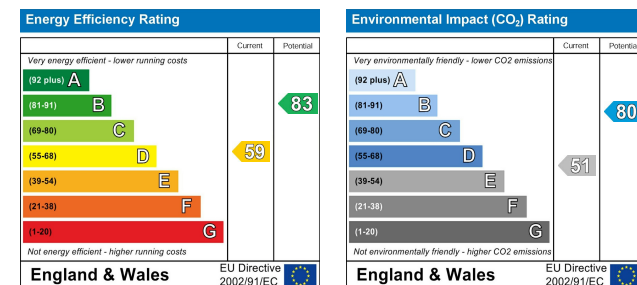 Energy Efficiency Rating
Current Potential
Very energy efficient - lower running costs
(92 plus) A
(81-91) B
83
(69-80) C
(55-68) D
59
(39-54) E
(21-38) F
(1-20) G
Not energy efficient - higher running costs
England & Wales
EU Directive
2002/91/EC
Environmental Impact (CO₂) Rating
Current Potential
Very environmentally friendly - lower CO2 emissions
(92 plus) A
(81-91) B
80
(69-80) C
(55-68) D
51
(39-54) E
(21-38) F
(1-20) G
Not environmentally friendly - higher CO2 emissions
England & Wales
EU Directive
2002/91/EC